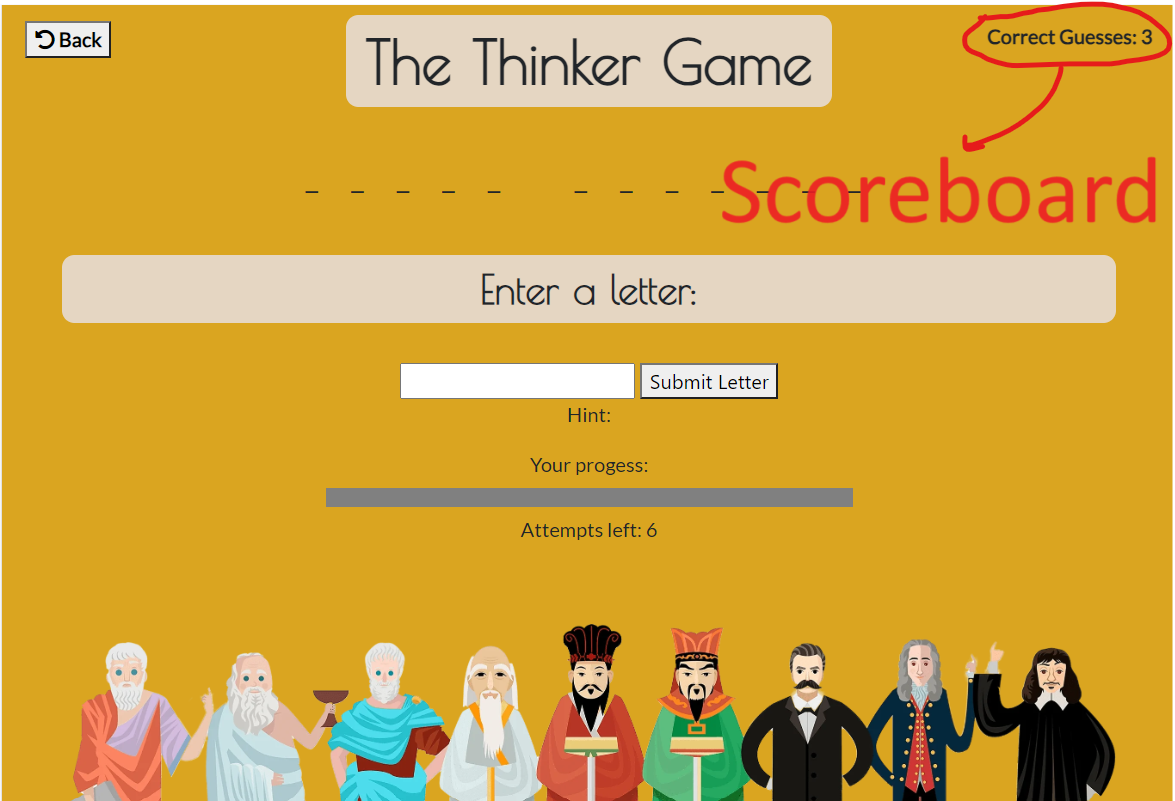 Back
The Thinker Game
Correct Guesses: 3
_ _ _ _ _   _ _ _ _ _ _ _
Scoreboard
Enter a letter:
Submit Letter
Hint:
Your progess:
Attempts left: 6